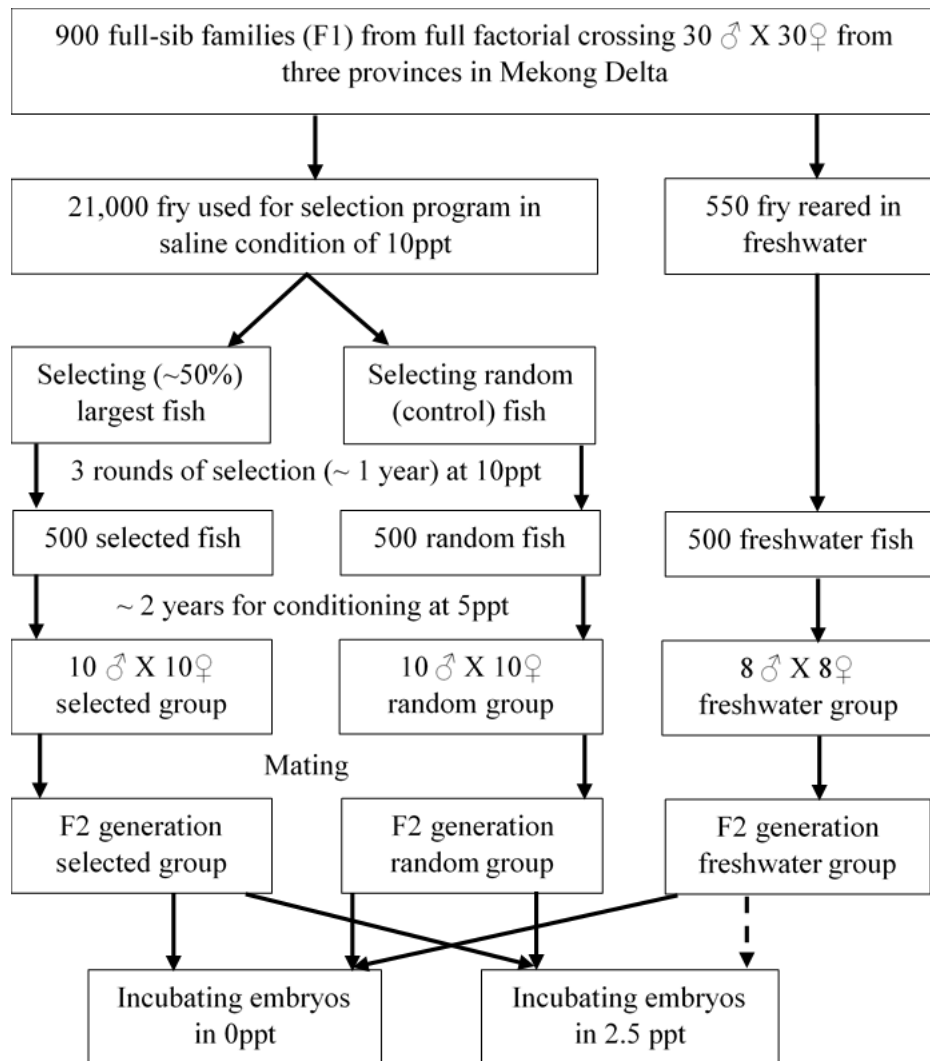 900 full-sib families (F1) from full factorial crossing 30 ♂ X 30♀ from
three provinces in Mekong Delta
21,000 fry used for selection program in
saline condition of 10ppt
550 fry reared in
freshwater
Selecting (~50%)
largest fish
Selecting random
(control) fish
3 rounds of selection (~ 1 year) at 10ppt
500 selected fish
500 random fish
500 freshwater fish
~ 2 years for conditioning at 5ppt
10 ♂ X 10♀
selected group
10 ♂ X 10♀
random group
8 ♂ X 8♀
freshwater group
Mating
F2 generation
selected group
F2 generation
random group
F2 generation
freshwater group
Incubating embryos
in 0ppt
Incubating embryos
in 2.5 ppt